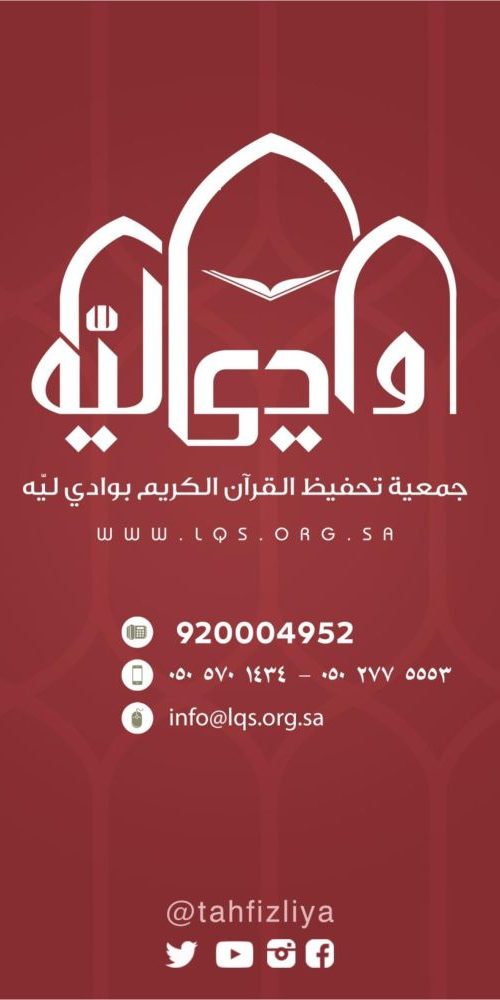 وادي ليّه
جمعية تحفيظ القرآن الكريم بوادي ليّه
WWW.LQS.ORG.SA
920004952
٠٥٠ ٥٧٠ ١٤٣٤ - ٠٥٠ ٢٧٧ ٥٥٥٣
info@lqs.org.sa
@tahfizliya